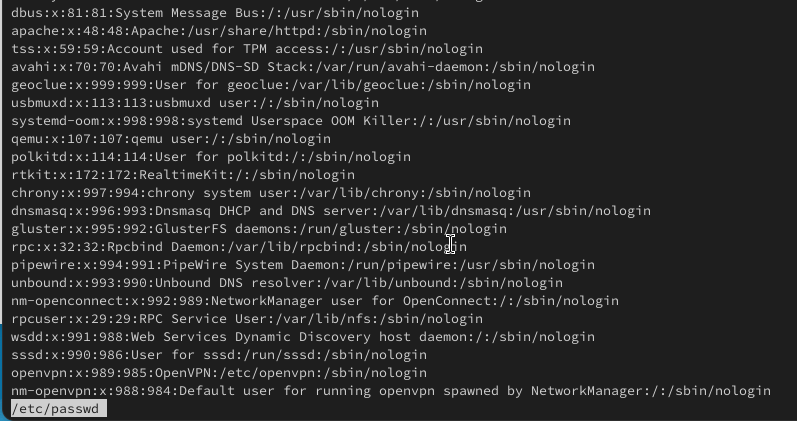 dbus:x:81:81:System Message Bus:/:/usr/sbin/nologin
apache:x:48:48:Apache:/usr/share/httpd:/sbin/nologin
tss:x:59:59:Account used for TPM access:/:/usr/sbin/nologin
avahi:x:70:70:Avahi mDNS/DNS-SD Stack:/var/run/avahi-daemon:/sbin/nologin
geoclue:x:999:999:User for geoclue:/var/lib/geoclue:/sbin/nologin
usbmuxd:x:113:113:usbmuxd user:/:/sbin/nologin
systemd-oom:x:998:998:systemd Userspace OOM Killer:/:/usr/sbin/nologin
qemu:x:107:107:qemu user:/:/sbin/nologin
polkitd:x:114:114:User for polkitd:/:/sbin/nologin
rtkit:x:172:172:RealtimeKit:/:/sbin/nologin
chrony:x:997:994:chrony system user:/var/lib/chrony:/sbin/nologin
dnsmasq:x:996:993:Dnsmasq DHCP and DNS server:/var/lib/dnsmasq:/usr/sbin/nologin
gluster:x:995:992:GlusterFS daemons:/run/gluster:/sbin/nologin
rpc:x:32:32:Rpcbind Daemon:/var/lib/rpcbind:/sbin/nologin
pipewire:x:994:991:PipeWire System Daemon:/run/pipewire:/usr/sbin/nologin
unbound:x:993:990:Unbound DNS resolver:/var/lib/unbound:/sbin/nologin
nm-openconnect:x:992:989:NetworkManager user for OpenConnect:/:/sbin/nologin
rpcuser:x:29:29:RPC Service User:/var/lib/nfs:/sbin/nologin
wsdd:x:991:988:Web Services Dynamic Discovery host daemon:/:/sbin/nologin
sssd:x:990:986:User for sssd:/run/sssd:/sbin/nologin
openvpn:x:989:985:OpenVPN:/etc/openvpn:/sbin/nologin
nm-openvpn:x:988:984:Default user for running openvpn spawned by NetworkManager:/:/sbin/nologin
/etc/passwd